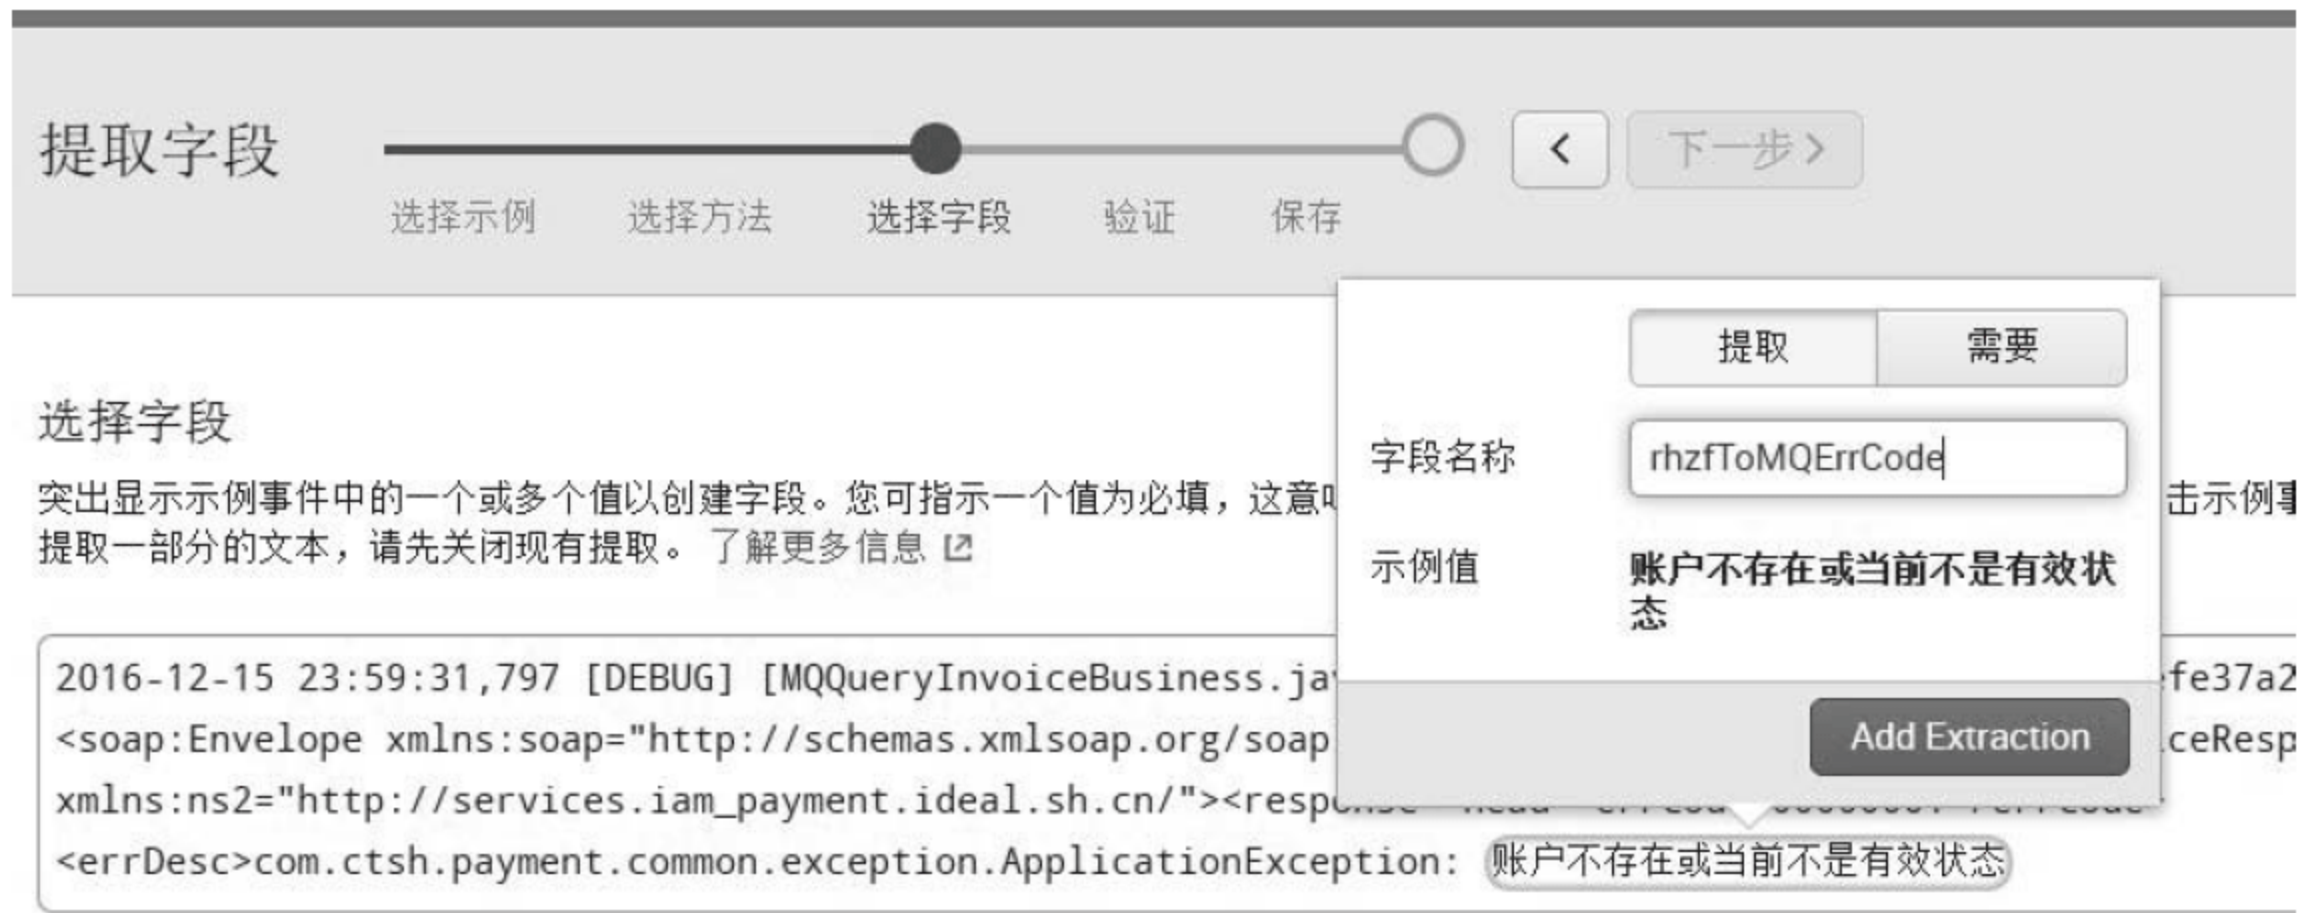 提取字段
下一步
选择示例 选择方法 选择字段 验证 保存
提取 需要
字段名称 rhzfToMQErrCode
示例值 账户不存在或当前不是有效状
态
Add Extraction
选择字段
突出显示示例事件中的一个或多个值以创建字段。您可指示一个值为必填，这意 击示例
提取一部分的文本，请先关闭现有提取。 了解更多信息
2016-12-15 23:59:31,797 [DEBUG] [MQQueryInvoiceBusiness.ja fe37a2
<soap:Envelope xmlns:soap="http://schemas.xmlsoap.org/soap ceResp
xmlns:ns2="http://services.iam_payment.ideal.sh.cn/"><resp
<errDesc>com.ctsh.payment.common.exception.ApplicationException: 账户不存在或当前不是有效状态